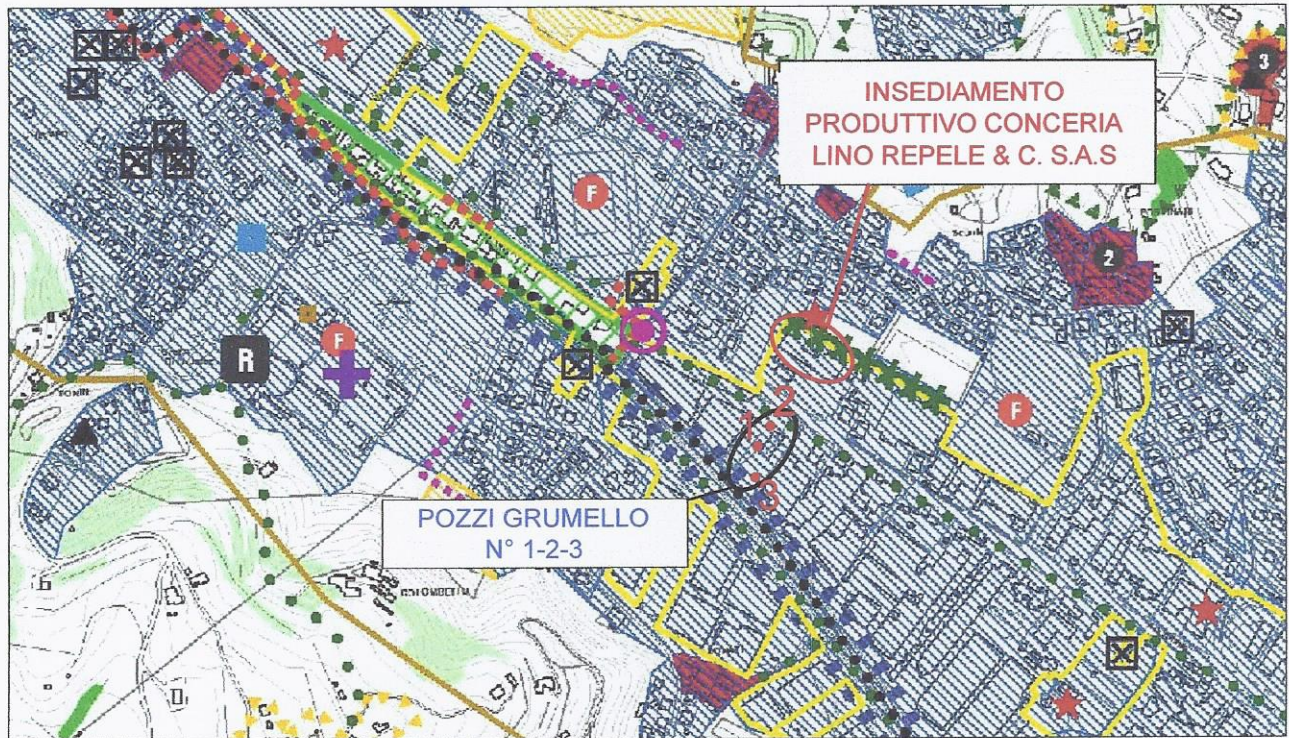 INSEDIAMENTO
PRODUTTIVO CONCERIA
LINO REPELE & C. S.A.S
3
F
2
F
R
F
1
2
3
POZZI GRUMELLO
N° 1-2-3